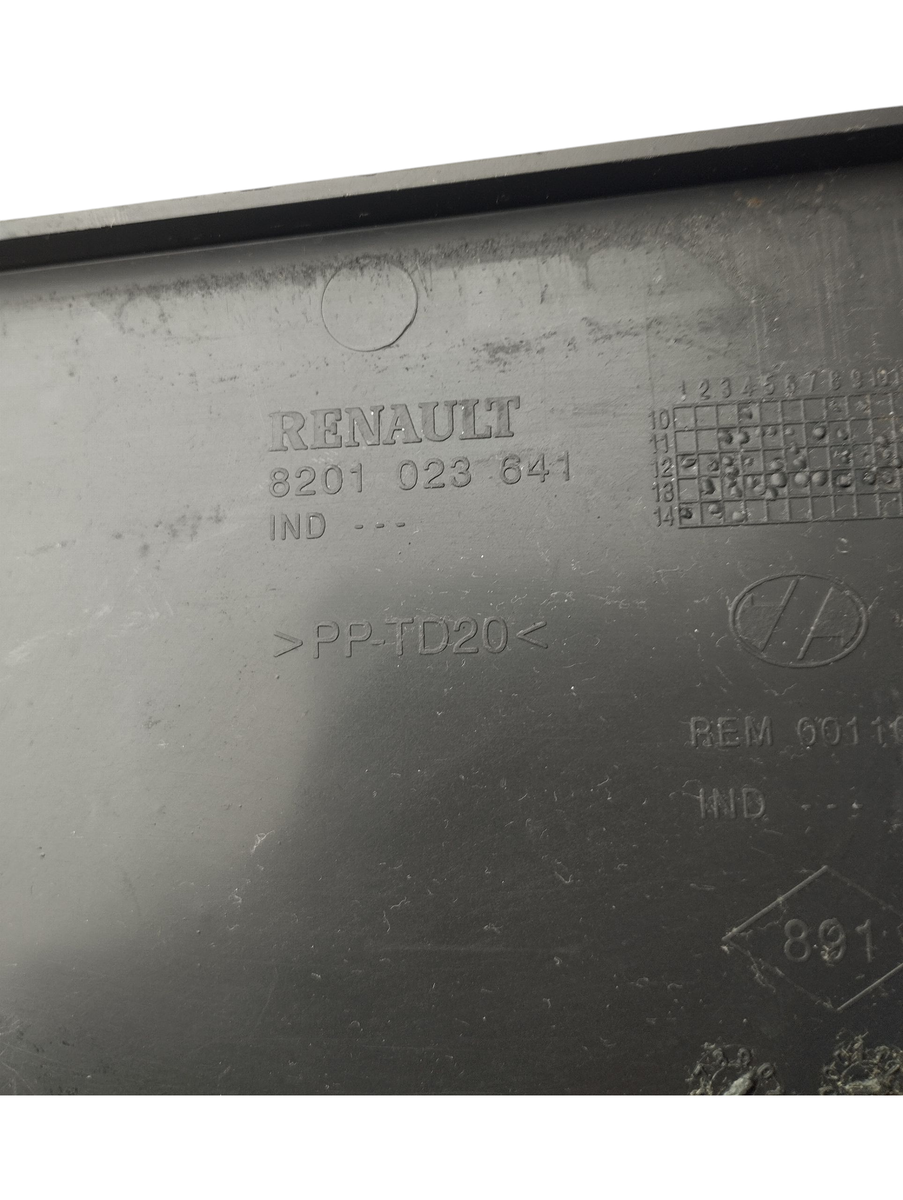 RENAULT
8201 023 641
IND ---
>PP-TD20<
1 2 3 4 5 6 7 8 9 10
10
11
12
13
14
REM
IND ---
891